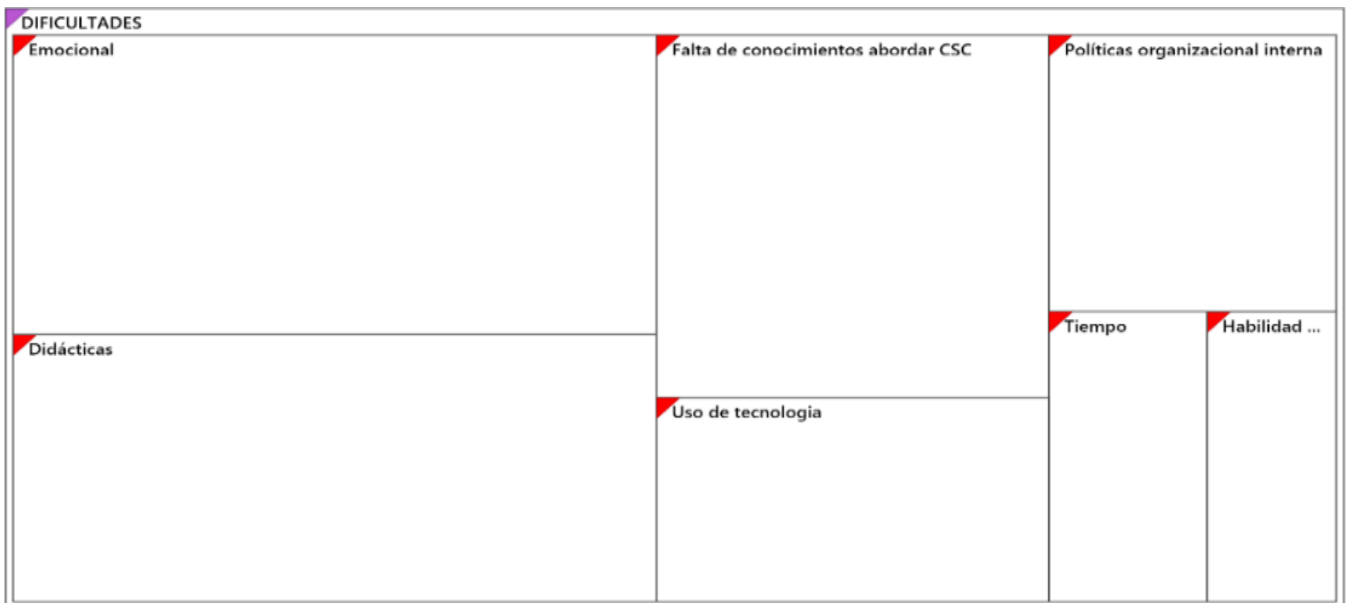 DIFICULTADES
Emocional
Falta de conocimientos abordar CSC
Políticas organizacional interna
Didácticas
Uso de tecnologia
Tiempo
Habilidad ...